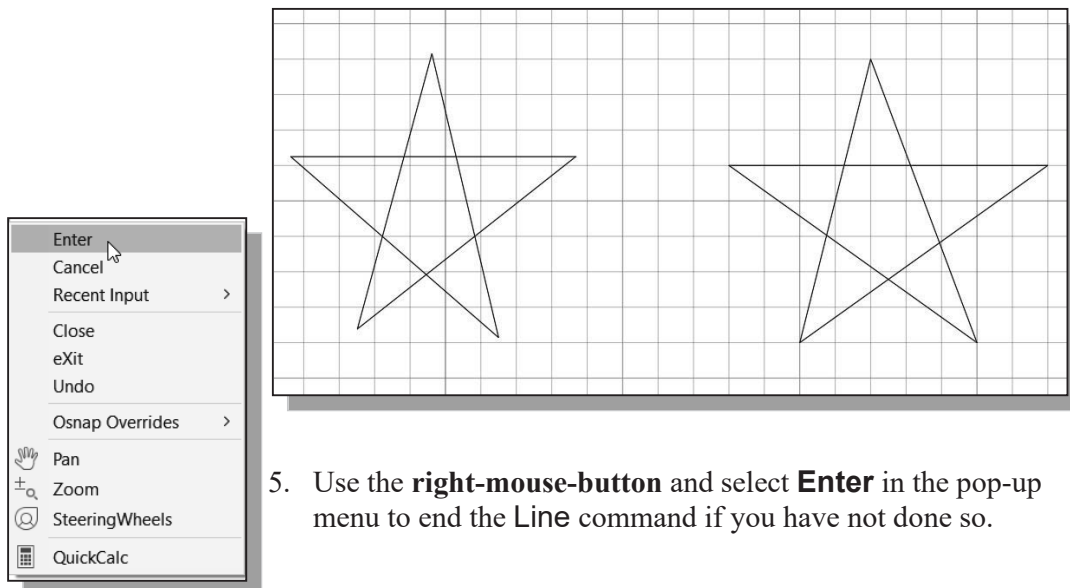 Enter
Cancel
Recent Input >
Close
eXit
Undo
Osnap Overrides >
Pan
Zoom
SteeringWheels
QuickCalc
5. Use the right-mouse-button and select Enter in the pop-up
menu to end the Line command if you have not done so.